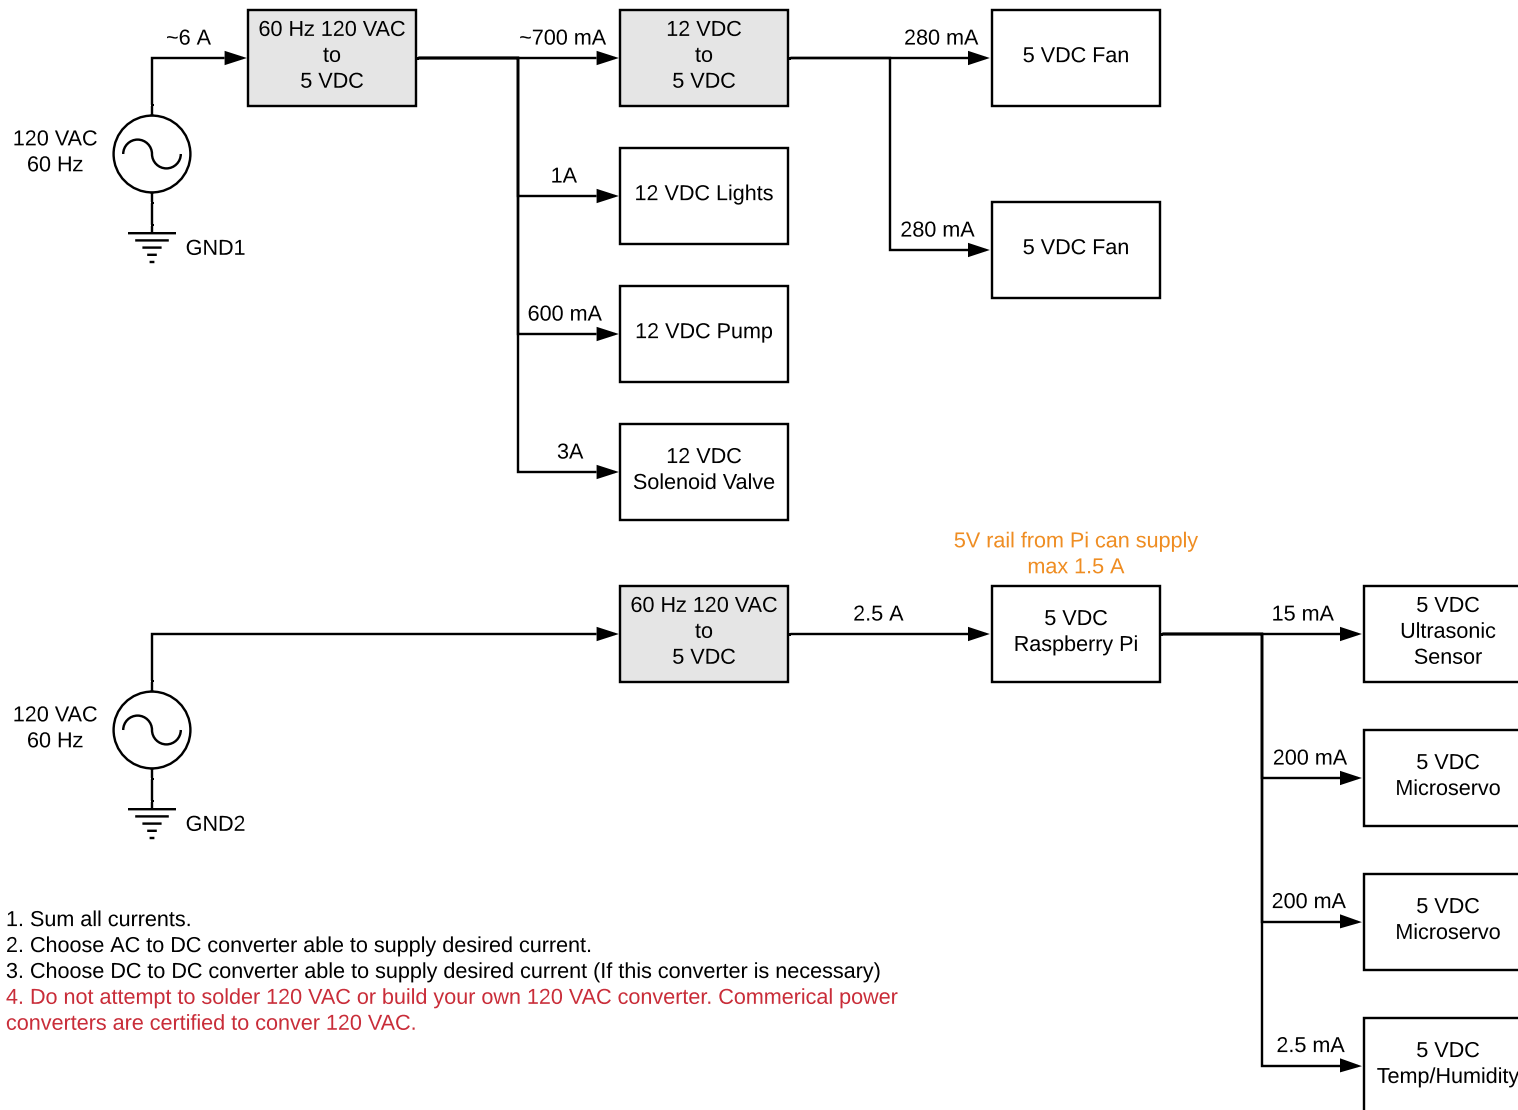 ~6 A
60 Hz 120 VAC
to
5 VDC
~700 mA
12 VDC
to
5 VDC
280 mA
5 VDC Fan
120 VAC
60 Hz
GND1
1A
12 VDC Lights
280 mA
5 VDC Fan
600 mA
12 VDC Pump
3A
12 VDC
Solenoid Valve
5V rail from Pi can supply
max 1.5 A
60 Hz 120 VAC
to
5 VDC
2.5 A
5 VDC
Raspberry Pi
15 mA
5 VDC
Ultrasonic
Sensor
120 VAC
60 Hz
GND2
200 mA
5 VDC
Microservo
200 mA
5 VDC
Microservo
2.5 mA
5 VDC
Temp/Humidity
1. Sum all currents.
2. Choose AC to DC converter able to supply desired current.
3. Choose DC to DC converter able to supply desired current (If this converter is necessary)
4. Do not attempt to solder 120 VAC or build your own 120 VAC converter. Commerical power
converters are certified to conver 120 VAC.